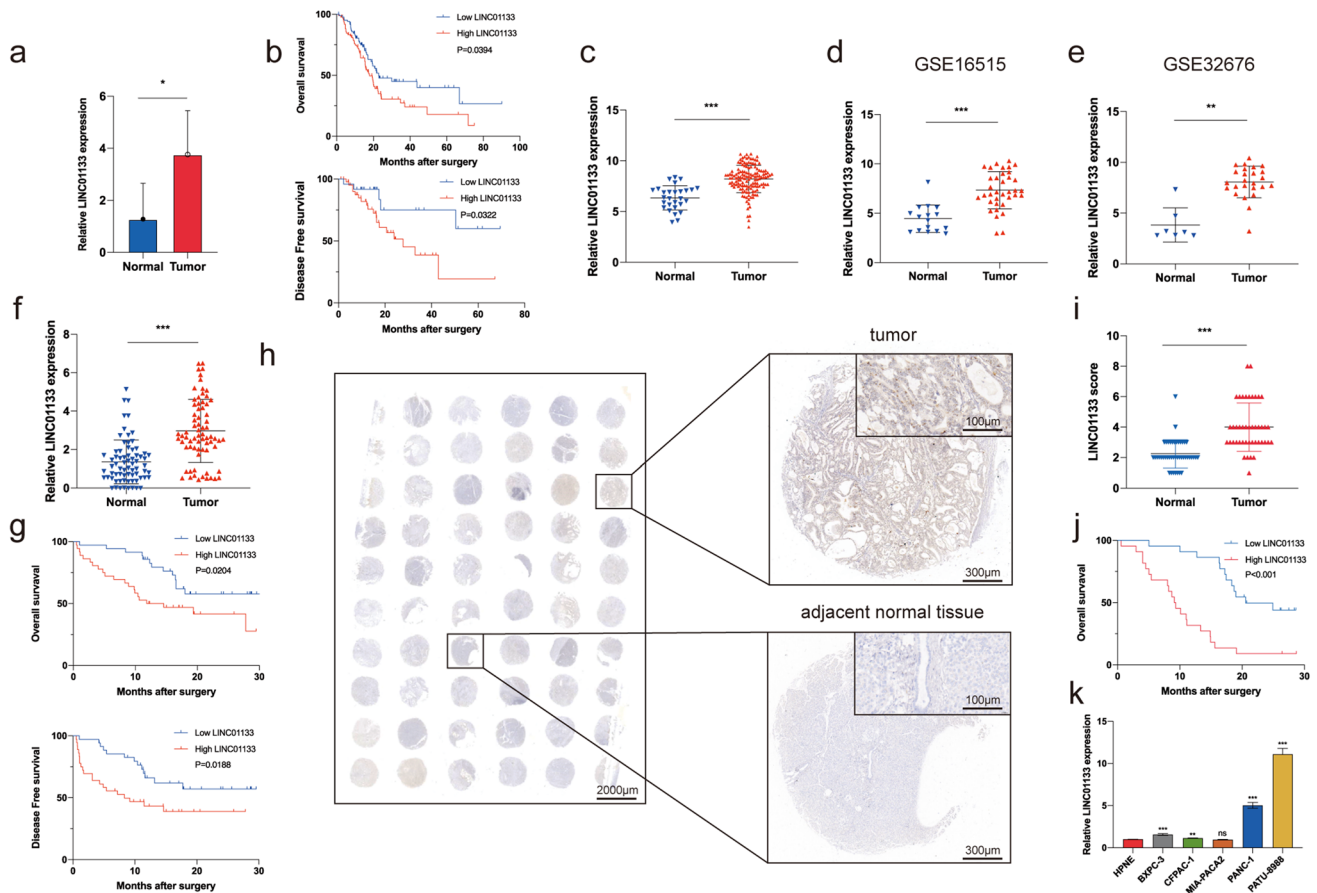 a
Relative LINC01133 expression
6
4
2
0
*
Normal
Tumor
b
Overall survaval
100
50
0
0
20
40
60
80
100
Months after surgery
Low LINC01133
High LINC01133
P=0.0394
Disease Free survival
100
50
0
0
20
40
60
80
Months after surgery
Low LINC01133
High LINC01133
P=0.0322
c
Relative LINC01133 expression
15
10
5
0
***
Normal
Tumor
d
GSE16515
Relative LINC01133 expression
15
10
5
0
***
Normal
Tumor
e
GSE32676
Relative LINC01133 expression
15
10
5
0
**
Normal
Tumor
f
Relative LINC01133 expression
8
6
4
2
0
***
Normal
Tumor
g
Overall survaval
100
50
0
0
10
20
30
Months after surgery
Low LINC01133
High LINC01133
P=0.0204
Disease Free survival
100
50
0
0
10
20
30
Months after surgery
Low LINC01133
High LINC01133
P=0.0188
h
2000μm
tumor
100μm
300μm
adjacent normal tissue
100μm
300μm
i
LINC01133 score
10
8
6
4
2
0
***
Normal
Tumor
j
Overall survaval
100
50
0
0
10
20
30
Months after surgery
Low LINC01133
High LINC01133
P<0.001
k
Relative LINC01133 expression
15
10
5
0
***
**
ns
***
***
HPNE
BXPC-3
CFPAC-1
MIA-PACA2
PANC-1
PATU-8988